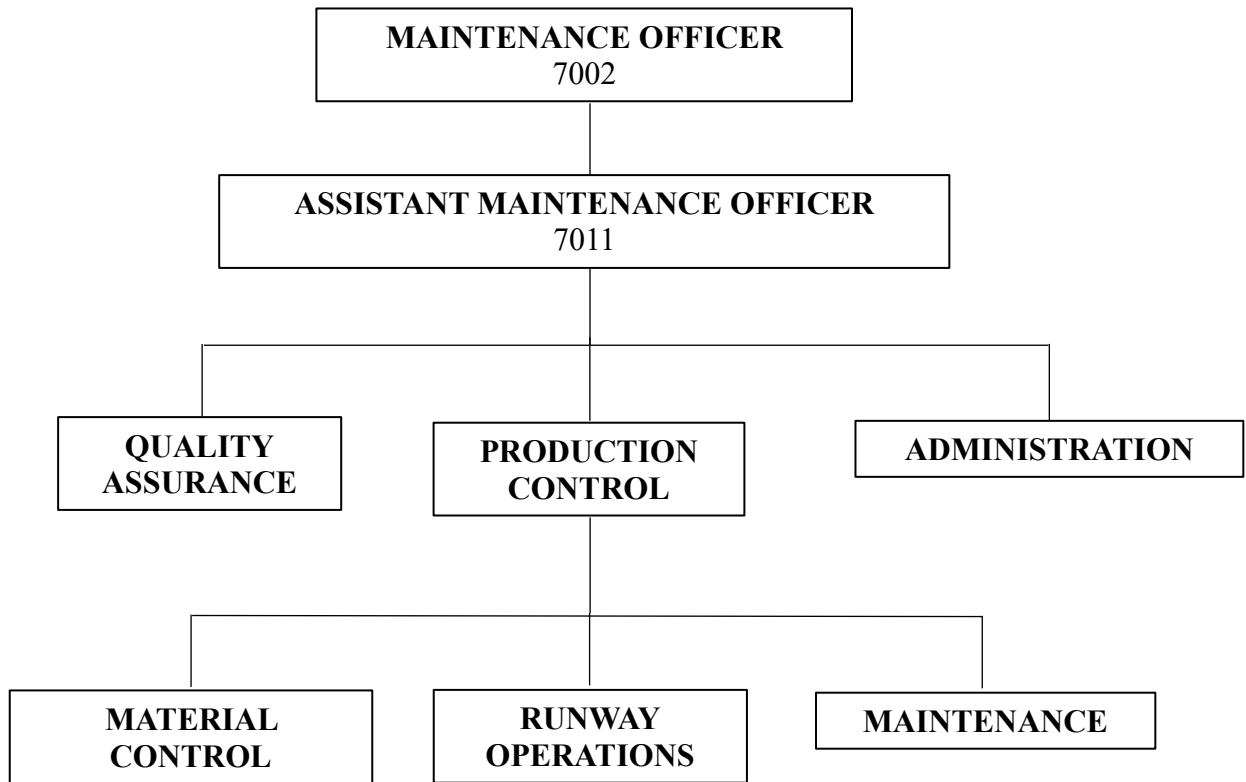 MAINTENANCE OFFICER
7002
ASSISTANT MAINTENANCE OFFICER
7011
QUALITY
ASSURANCE
PRODUCTION
CONTROL
ADMINISTRATION
MATERIAL
CONTROL
RUNWAY
OPERATIONS
MAINTENANCE